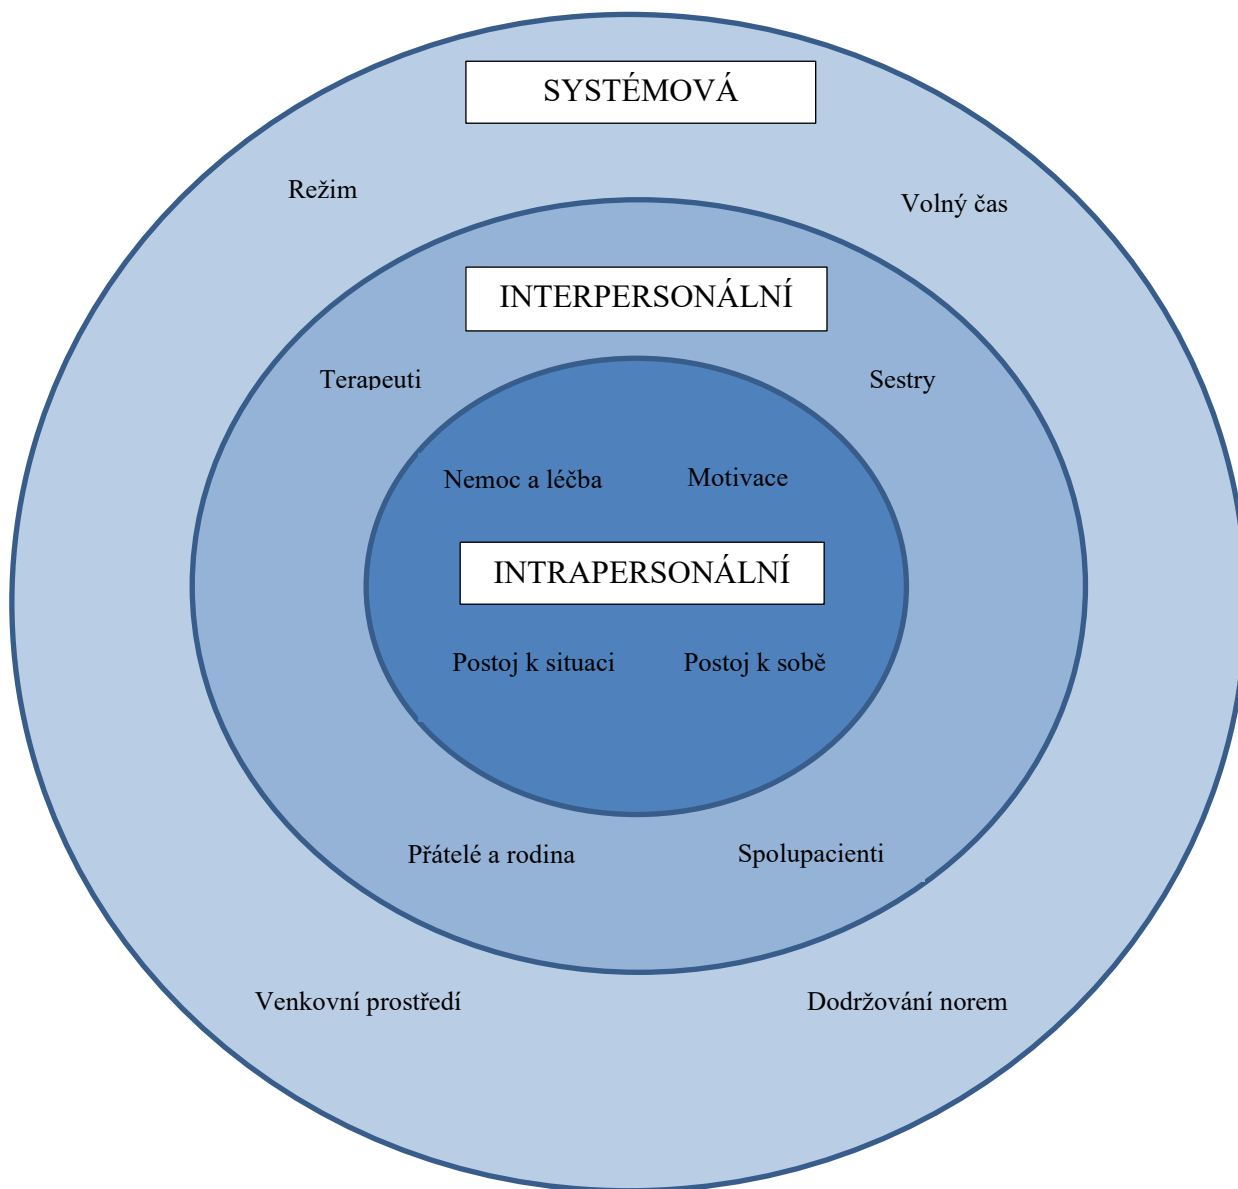 SYSTÉMOVÁ
Režim
Volný čas
INTERPERSONÁLNÍ
Terapeuti
Sestry
Nemoc a léčba
Motivace
INTRAPERSONÁLNÍ
Postoj k situaci
Postoj k sobě
Přátelé a rodina
Spolupacienti
Venkovní prostředí
Dodržování norem